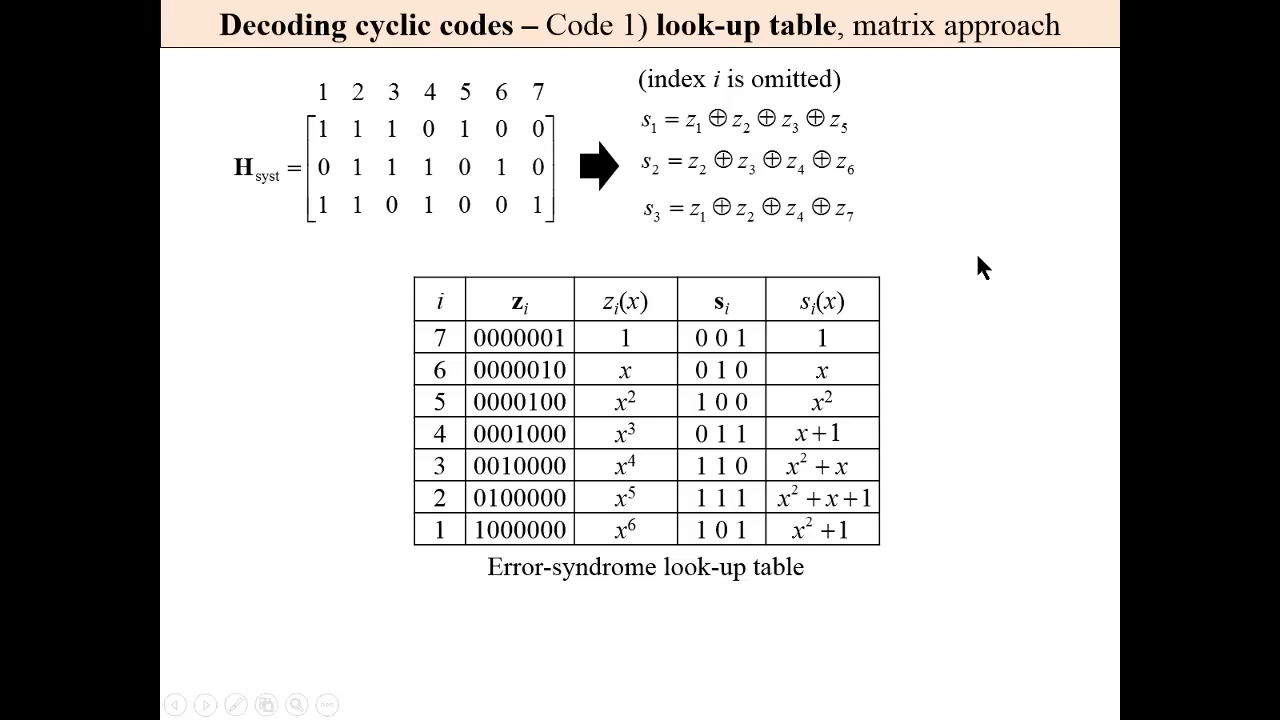 Decoding cyclic codes – Code 1) look-up table, matrix approach
(index i is omitted)
1 2 3 4 5 6 7
H_syst = [1 1 1 0 1 0 0
0 1 1 1 0 1 0
1 1 0 1 0 0 1]
s₁ = z₁ ⊕ z₂ ⊕ z₃ ⊕ z₅
s₂ = z₂ ⊕ z₃ ⊕ z₄ ⊕ z₆
s₃ = z₁ ⊕ z₂ ⊕ z₄ ⊕ z₇
i zᵢ zᵢ(x) sᵢ sᵢ(x)
7 0000001 1 0 0 1 1
6 0000010 x 0 1 0 x
5 0000100 x² 1 0 0 x²
4 0001000 x³ 0 1 1 x+1
3 0010000 x⁴ 1 1 0 x² + x
2 0100000 x⁵ 1 1 1 x² + x + 1
1 1000000 x⁶ 1 0 1 x² + 1
Error-syndrome look-up table